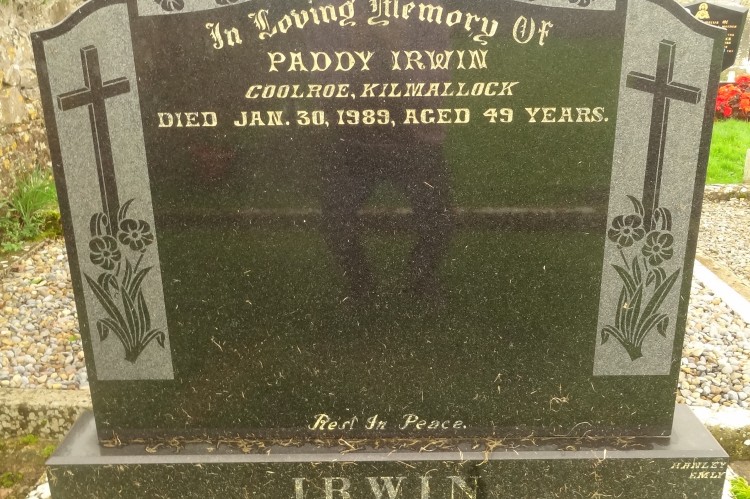 In Loving Memory Of
PADDY IRWIN
COOLROE, KILMALLOCK
DIED JAN. 30, 1989, AGED 49 YEARS.
Rest In Peace.
IRWIN
HANLEY
EMLY